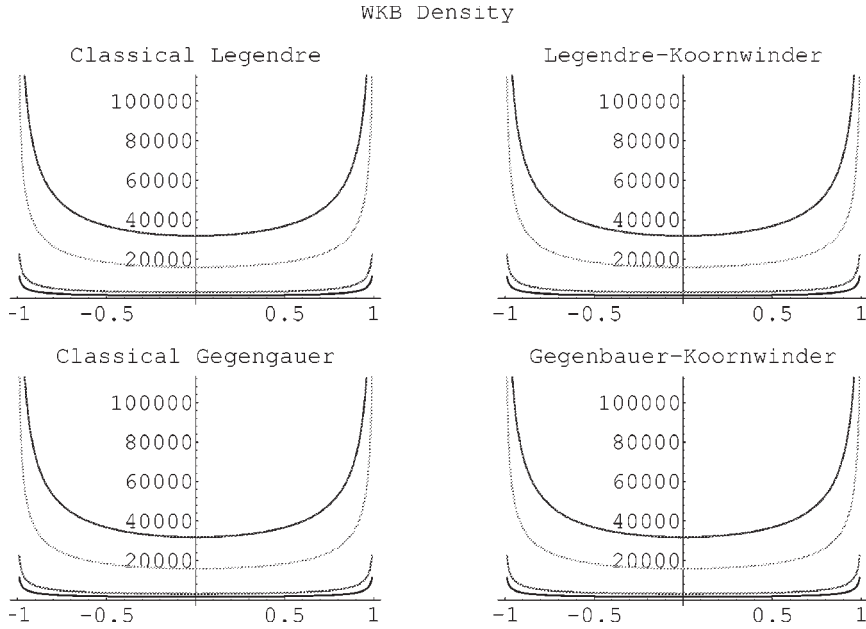 WKB Density
Classical Legendre
100000
80000
60000
40000
20000
-1 -0.5 0.5 1
Legendre-Koornwinder
100000
80000
60000
40000
20000
-1 -0.5 0.5 1
Classical Gegengauer
100000
80000
60000
40000
20000
-1 -0.5 0.5 1
Gegenbauer-Koornwinder
100000
80000
60000
40000
20000
-1 -0.5 0.5 1